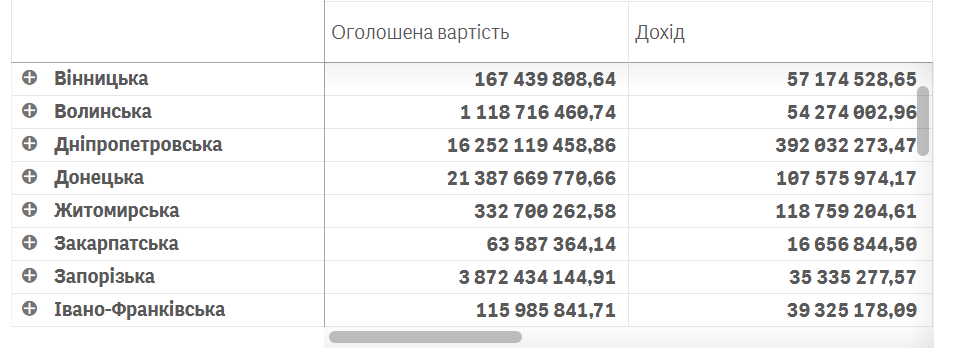 Оголошена вартість Дохід
Вінницька 167 439 808,64 57 174 528,65
Волинська 1 118 716 460,74 54 274 002,96
Дніпропетровська 16 252 119 458,86 392 032 273,47
Донецька 21 387 669 770,66 107 575 974,17
Житомирська 332 700 262,58 118 759 204,61
Закарпатська 63 587 364,14 16 656 844,50
Запорізька 3 872 434 144,91 35 335 277,57
Івано-Франківська 115 985 841,71 39 325 178,09